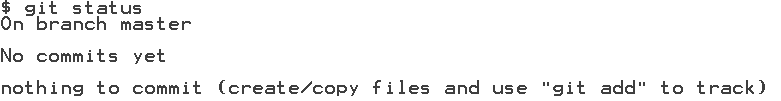 $ git status
On branch master
No commits yet
nothing to commit (create/copy files and use "git add" to track)